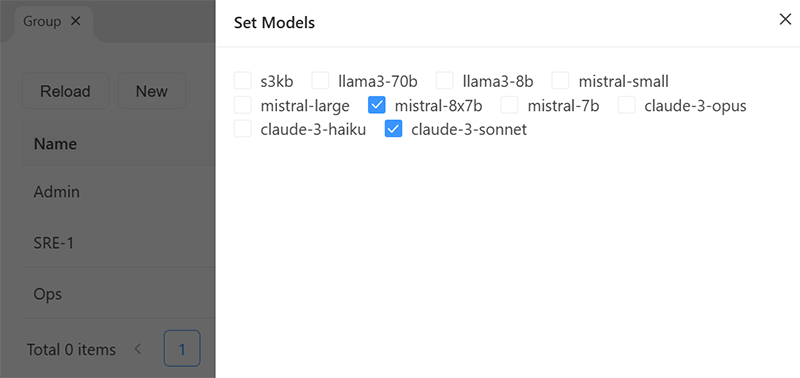 Group ✕
Set Models
Reload New
Name
Admin
SRE-1
Ops
Total 0 items < 1
s3kb llama3-70b llama3-8b mistral-small
mistral-large mistral-8x7b mistral-7b claude-3-opus
claude-3-haiku claude-3-sonnet